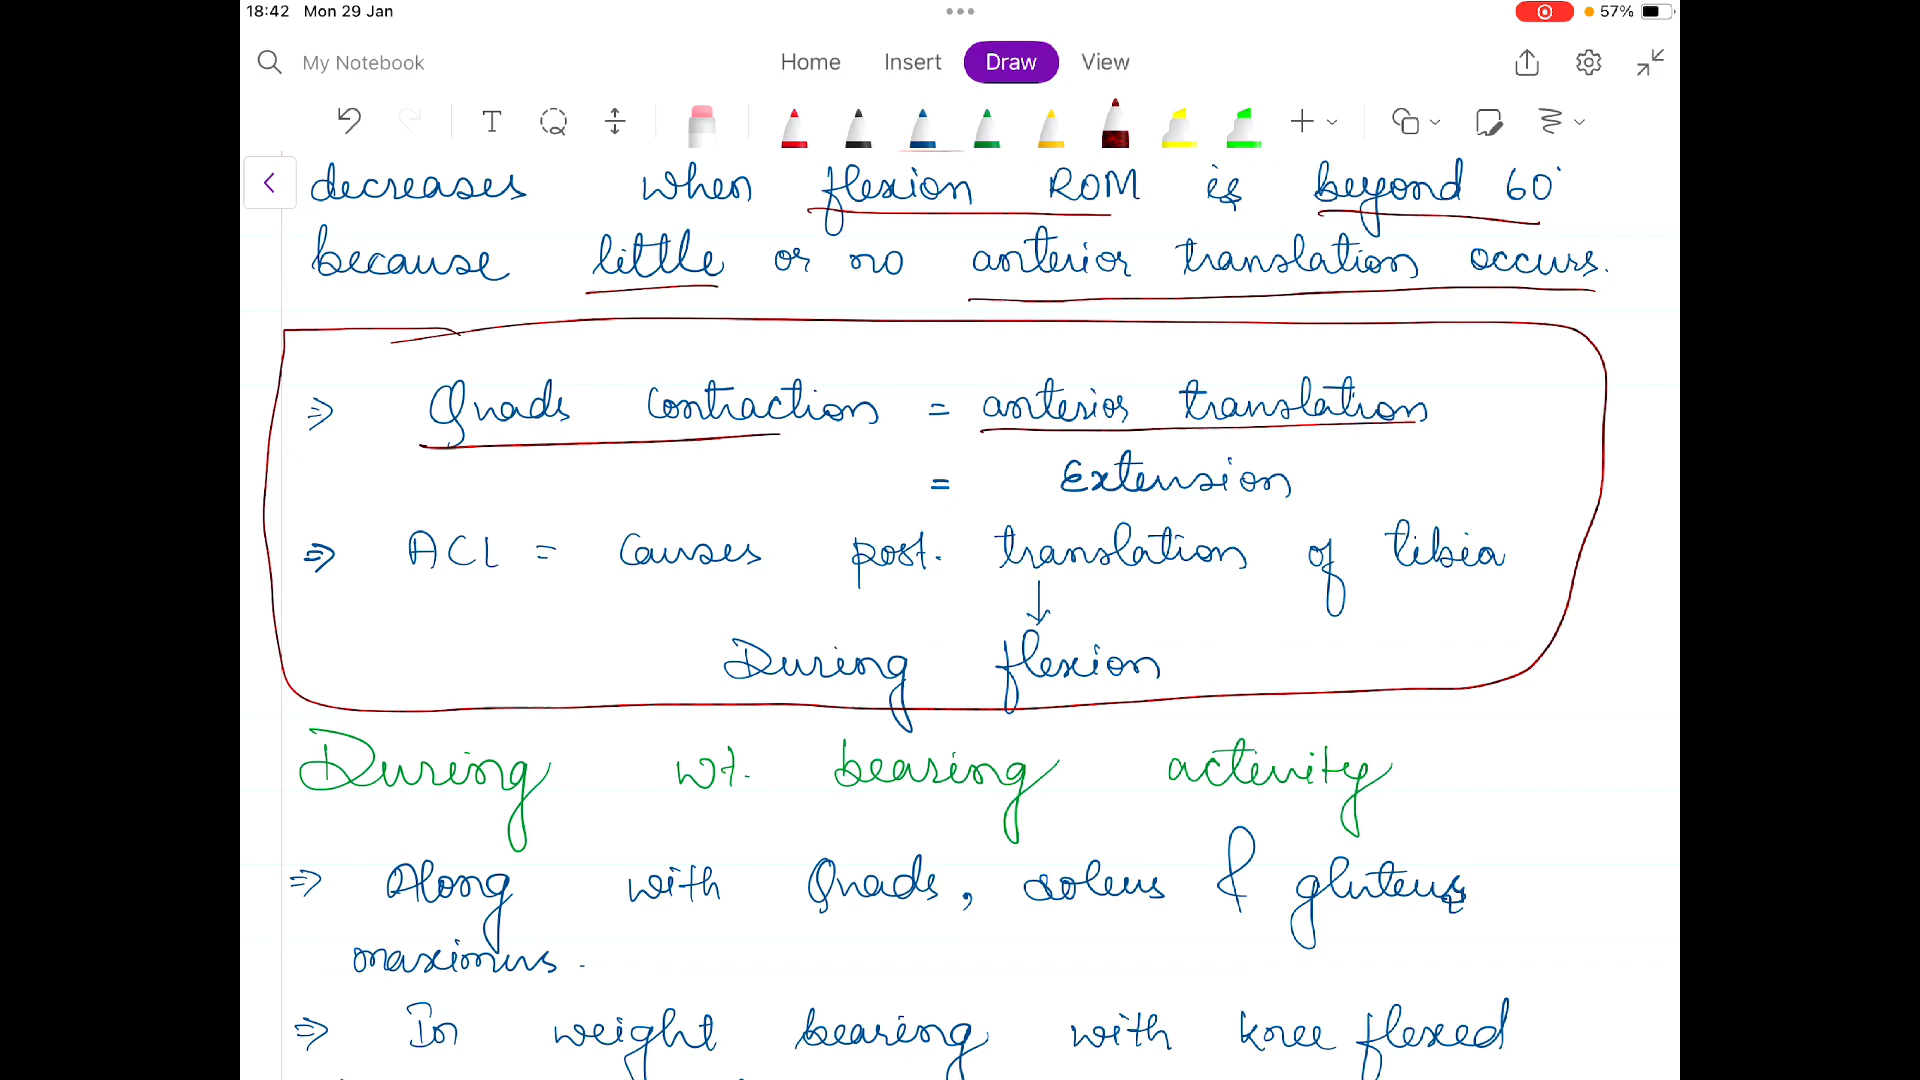 18:42 Mon 29 Jan
57%
My Notebook
Home Insert Draw View
decreases when flexion ROM is beyond 60°
because little or no anterior translation occurs.
⇒ Quads contraction = anterior translation
= Extension
⇒ ACL = Causes post. translation of tibia
↓
During flexion
During wt. bearing activity
⇒ Along with Quads, soleus & gluteus
maximus.
⇒ In weight bearing with knee flexed